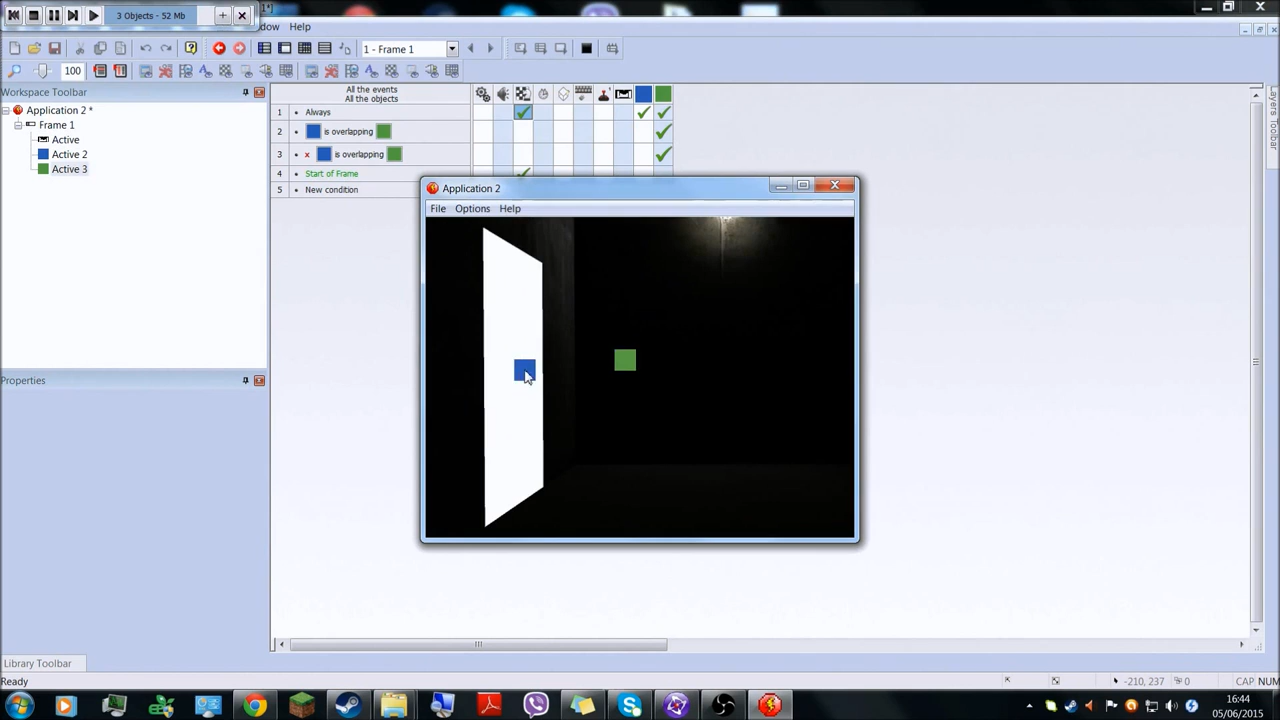 3 Objects - 52 Mb
1*]
ndow Help
1 - Frame 1
100
Workspace Toolbar
Application 2 *
Frame 1
Active
Active 2
Active 3
Properties
Library Toolbar
Ready
All the events
All the objects
1 • Always
2 • is overlapping
3 • x is overlapping
4 • Start of Frame
5 • New condition
Application 2
File Options Help
Layers Toolbar
-210, 237
0
CAP NUM
16:44
05/06/2015